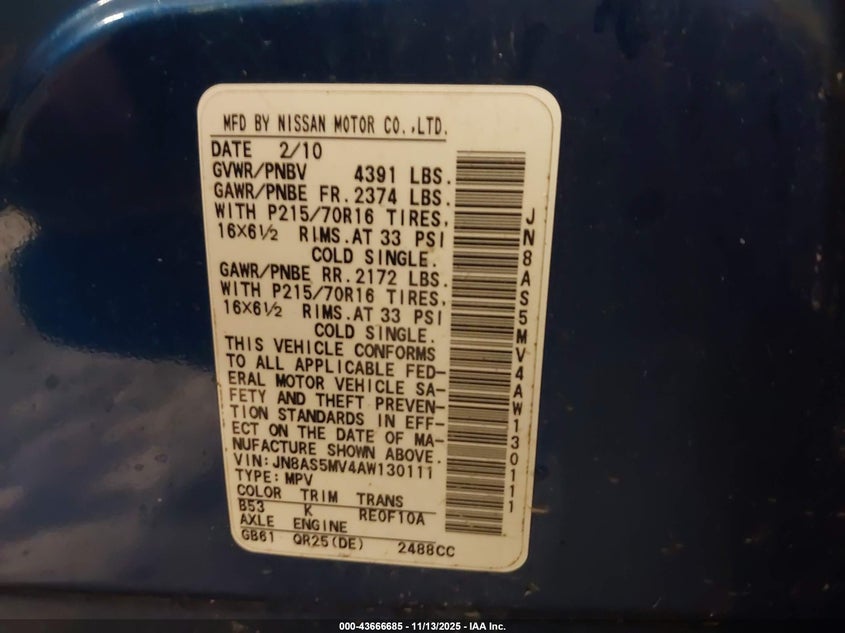 MFD BY NISSAN MOTOR CO.,LTD.
DATE 2/10
GVWR/PNBV 4391 LBS.
GAWR/PNBE FR. 2374 LBS.
WITH P215/70R16 TIRES,
16X6½ RIMS. AT 33 PSI
COLD SINGLE.
GAWR/PNBE RR. 2172 LBS.
WITH P215/70R16 TIRES,
16X6½ RIMS. AT 33 PSI
COLD SINGLE.
THIS VEHICLE CONFORMS
TO ALL APPLICABLE FED-
ERAL MOTOR VEHICLE SA-
FETY AND THEFT PREVEN-
TION STANDARDS IN EFF-
ECT ON THE DATE OF MA-
NUFACTURE SHOWN ABOVE.
VIN: JN8AS5MV4AW130111
TYPE: MPV
COLOR TRIM TRANS
B53 K RE0F10A
AXLE ENGINE
GB61 QR25(DE) 2488CC
JN8AS5MV4AW130111
000-43666685 - 11/13/2025 - IAA Inc.